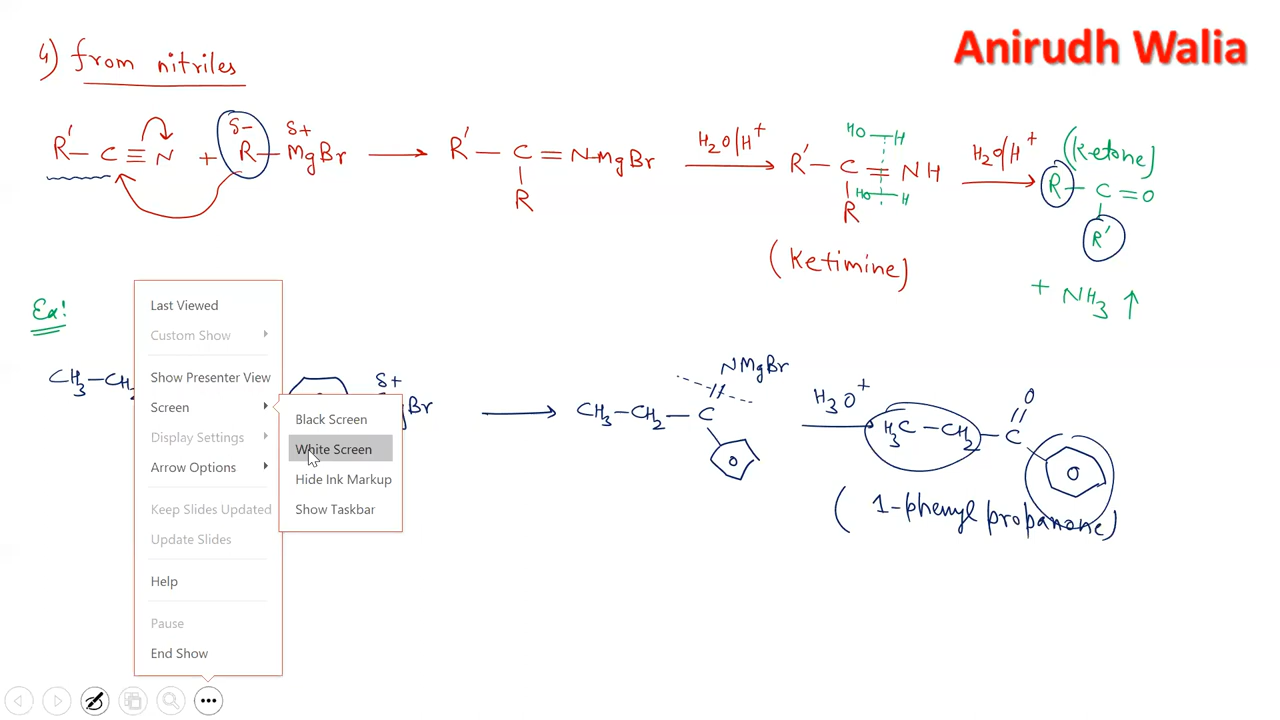 Anirudh Walia
4) from nitriles
R' – C ≡ N + R – MgBr → R' – C = N – MgBr H₂O/H⁺ → R' – C = NH H₂O/H⁺ → R – C = O
δ- δ+
R
HO H
HO H
R
(Ketone)
R'
(Ketimine)
+ NH₃ ↑
Ex!
CH₃ – CH₂
δ+
gBr → CH₃ – CH₂ – C
NMgBr
H₃O⁺ → H₃C – CH₂ – C
O
(1-phenyl propanone)
Last Viewed
Custom Show
Show Presenter View
Screen
Display Settings
Arrow Options
Keep Slides Updated
Update Slides
Help
Pause
End Show
Black Screen
White Screen
Hide Ink Markup
Show Taskbar